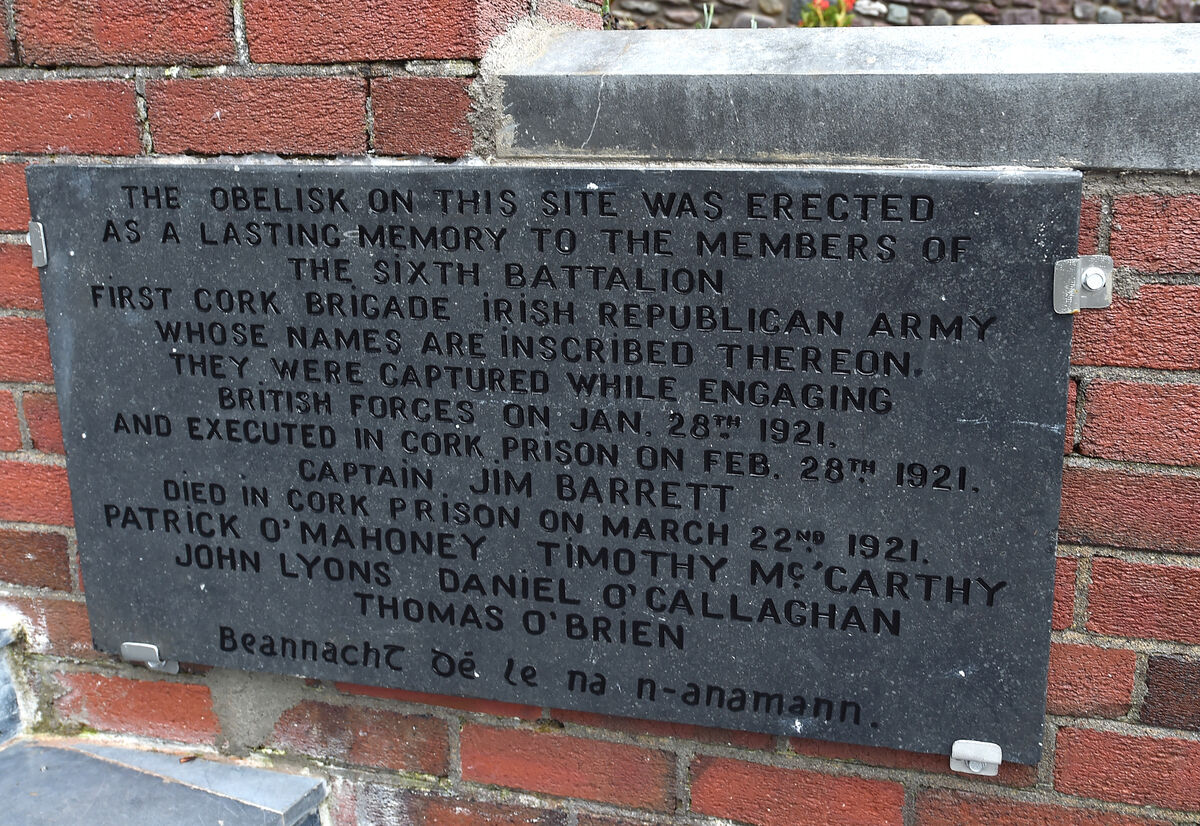 THE OBELISK ON THIS SITE WAS ERECTED
AS A LASTING MEMORY TO THE MEMBERS OF
THE SiXTH BATTALION
FIRST CORK BRIGADE iRiSH REPUBLICAN ARMY
WHOSE NAMES ARE iNSCRiBED THEREON.
THEY WERE CAPTURED WHILE ENGAGING
BRiTiSH FORCES ON JAN. 28TH 1921.
AND EXECUTED IN CORK PRISON ON FEB. 28TH 1921.
CAPTAiN JiM BARRETT
DiED iN CORK PRiSON ON MARCH 22ND 1921.
PATRiCK O'MAHONEY TiMOTHY Mc'CARTHY
JOHN LYONS DANiEL O'CALLAGHAN
THOMAS O'BRiEN
Beannacht Dé le na n-anamann.